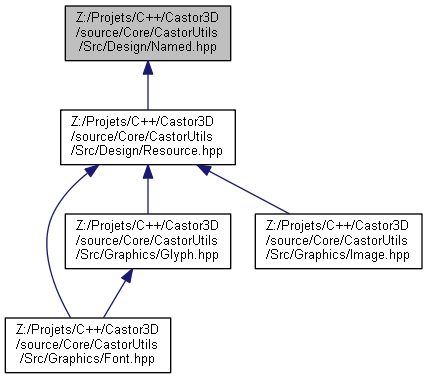 Z:/Projets/C++/Castor3D
/source/Core/CastorUtils
/Src/Design/Named.hpp
Z:/Projets/C++/Castor3D
/source/Core/CastorUtils
/Src/Design/Resource.hpp
Z:/Projets/C++/Castor3D
/source/Core/CastorUtils
/Src/Graphics/Glyph.hpp
Z:/Projets/C++/Castor3D
/source/Core/CastorUtils
/Src/Graphics/Image.hpp
Z:/Projets/C++/Castor3D
/source/Core/CastorUtils
/Src/Graphics/Font.hpp